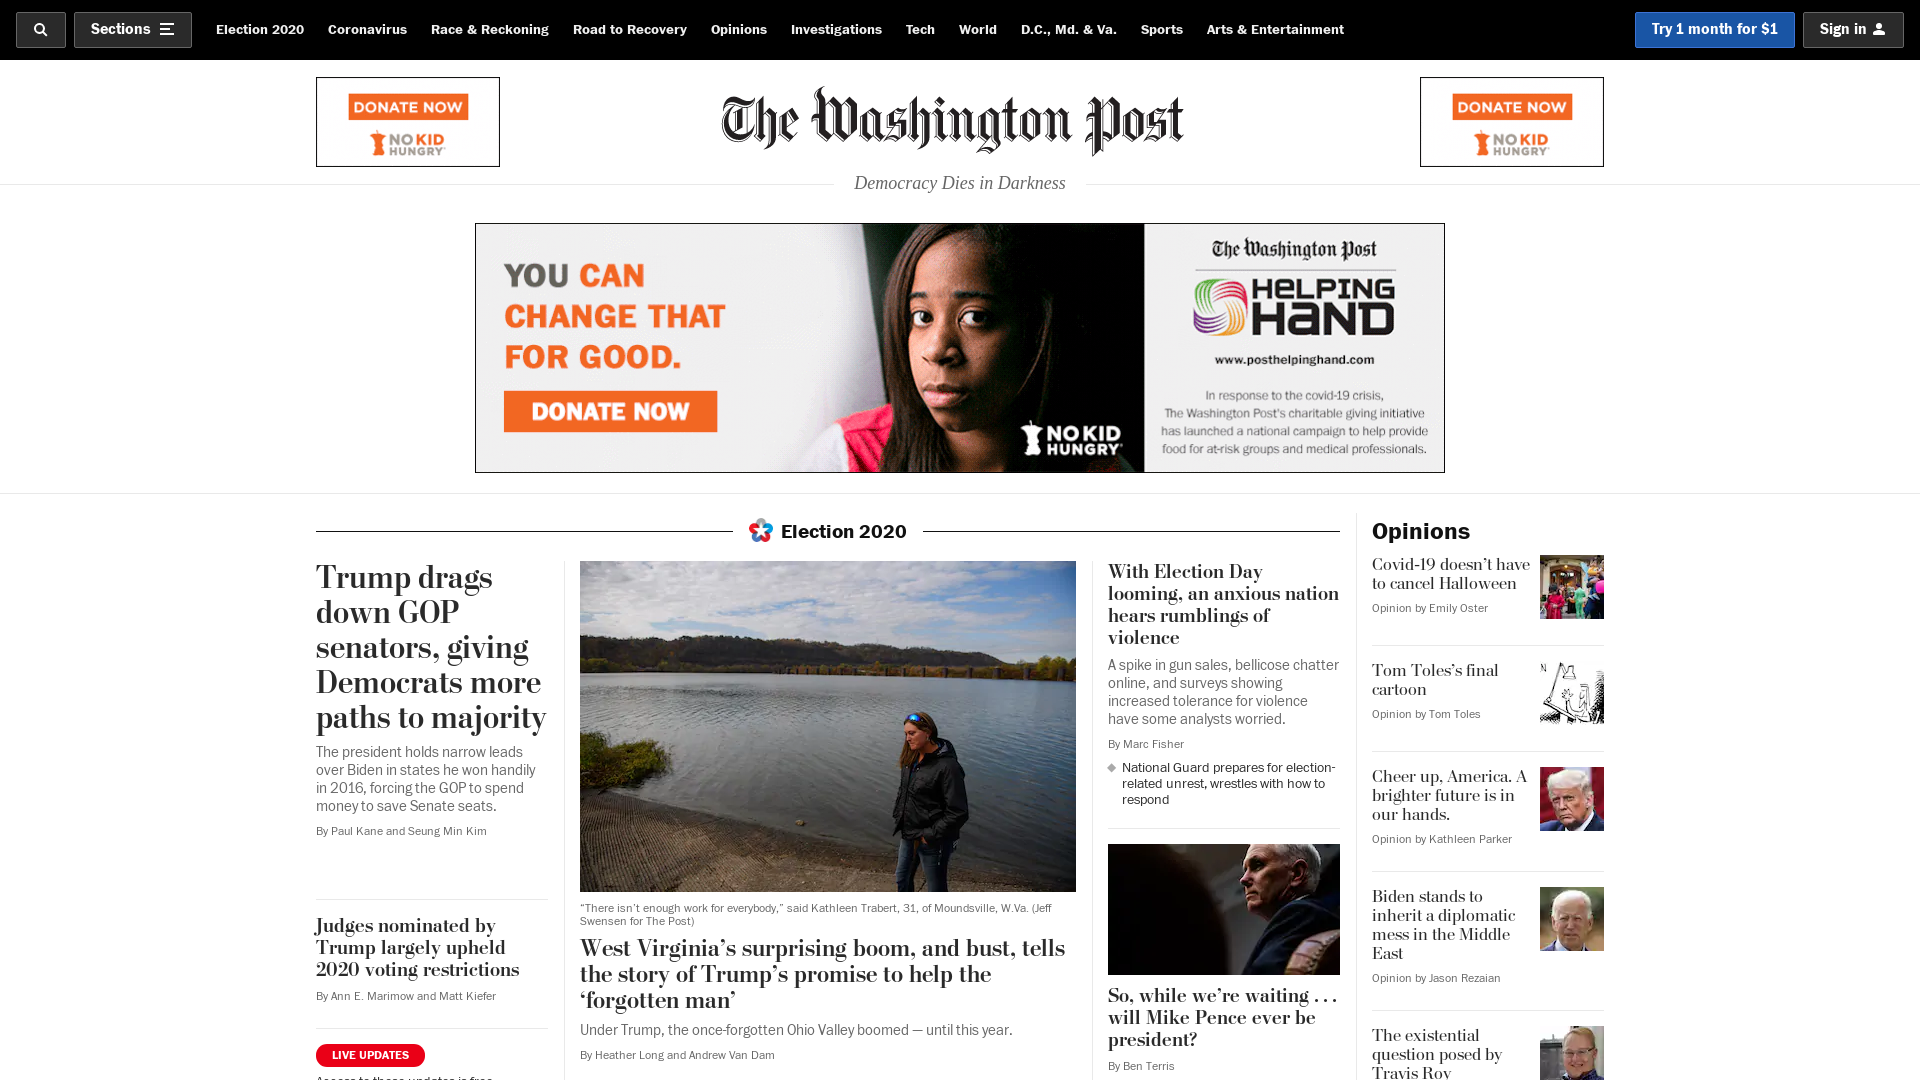 Sections
Election 2020
Coronavirus
Race & Reckoning
Road to Recovery
Opinions
Investigations
Tech
World
D.C., Md. & Va.
Sports
Arts & Entertainment
Try 1 month for $1
Sign in
DONATE NOW
NO KID
HUNGRY
The Washington Post
DONATE NOW
NO KID
HUNGRY
Democracy Dies in Darkness
YOU CAN
CHANGE THAT
FOR GOOD.
DONATE NOW
NO KID
HUNGRY
The Washington Post
HELPING
HAND
www.posthelpinghand.com
In response to the covid-19 crisis,
The Washington Post's charitable giving initiative
has launched a national campaign to help provide
food for at-risk groups and medical professionals.
Election 2020
Trump drags
down GOP
senators, giving
Democrats more
paths to majority
The president holds narrow leads
over Biden in states he won handily
in 2016, forcing the GOP to spend
money to save Senate seats.
By Paul Kane and Seung Min Kim
Judges nominated by
Trump largely upheld
2020 voting restrictions
By Ann E. Marimow and Matt Kiefer
LIVE UPDATES
Access to these updates is free
“There isn’t enough work for everybody,” said Kathleen Trabert, 31, of Moundsville, W.Va. (Jeff
Swensen for The Post)
West Virginia’s surprising boom, and bust, tells
the story of Trump’s promise to help the
‘forgotten man’
Under Trump, the once-forgotten Ohio Valley boomed — until this year.
By Heather Long and Andrew Van Dam
With Election Day
looming, an anxious nation
hears rumblings of
violence
A spike in gun sales, bellicose chatter
online, and surveys showing
increased tolerance for violence
have some analysts worried.
By Marc Fisher
National Guard prepares for election-
related unrest, wrestles with how to
respond
So, while we’re waiting . . .
will Mike Pence ever be
president?
By Ben Terris
Opinions
Covid-19 doesn’t have
to cancel Halloween
Opinion by Emily Oster
Tom Toles’s final
cartoon
Opinion by Tom Toles
Cheer up, America. A
brighter future is in
our hands.
Opinion by Kathleen Parker
Biden stands to
inherit a diplomatic
mess in the Middle
East
Opinion by Jason Rezaian
The existential
question posed by
Travis Roy